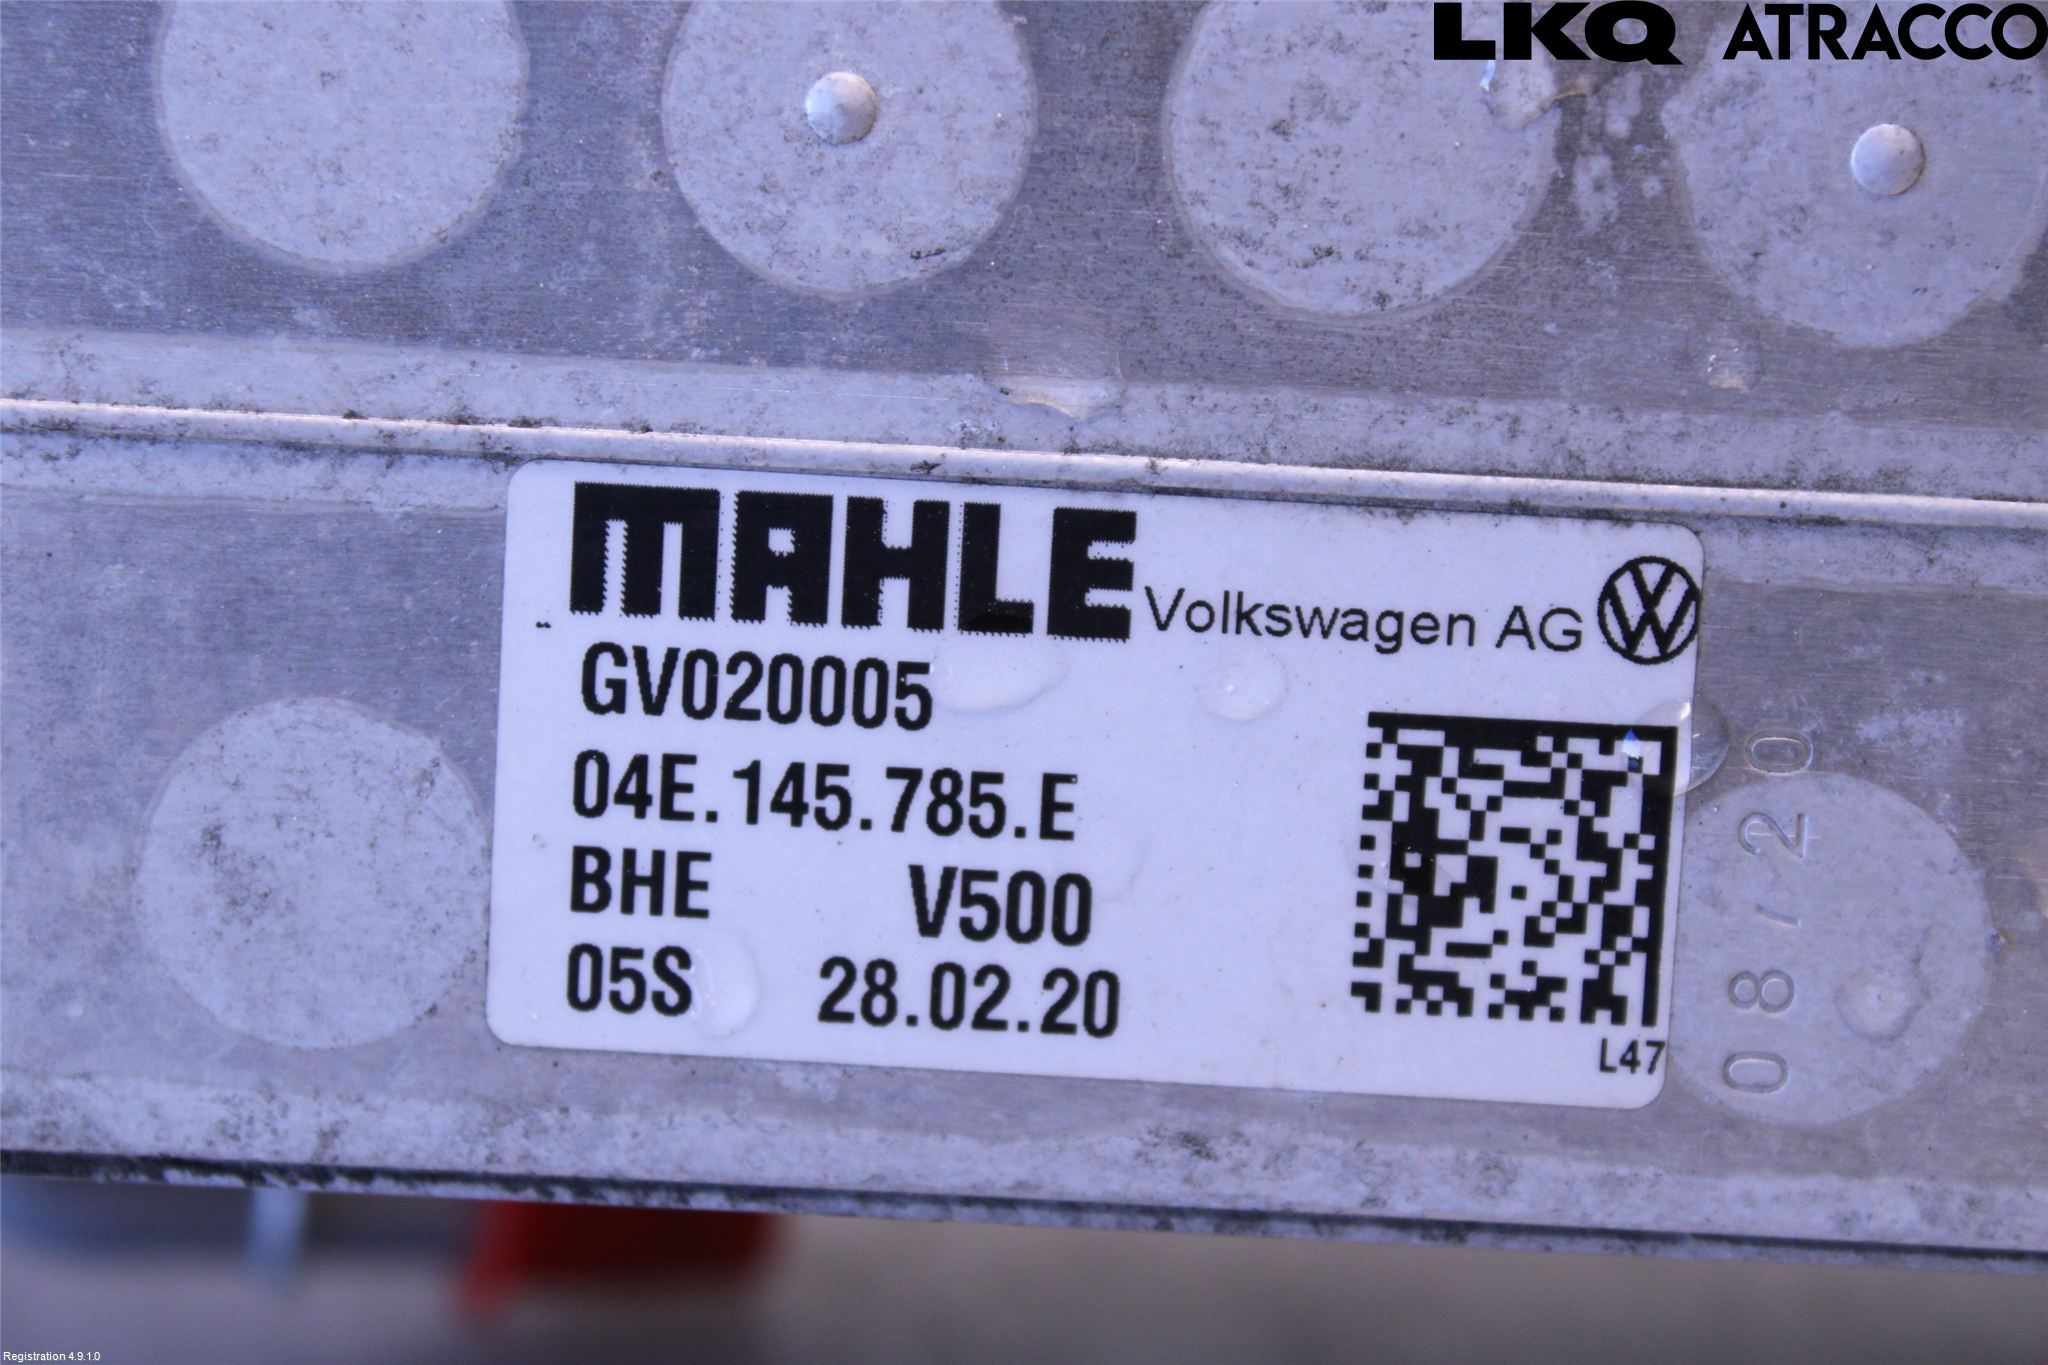 LKQ ATRACCO
MAHLE Volkswagen AG
GV020005
04E.145.785.E
BHE V500
05S 28.02.20
L47
08/20
Registration 4.9.1.0